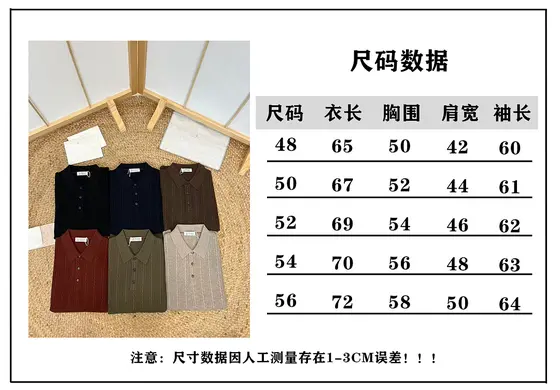 尺码数据
尺码 衣长 胸围 肩宽 袖长
48 65 50 42 60
50 67 52 44 61
52 69 54 46 62
54 70 56 48 63
56 72 58 50 64
注意：尺寸数据因人工测量存在1-3CM误差！！！